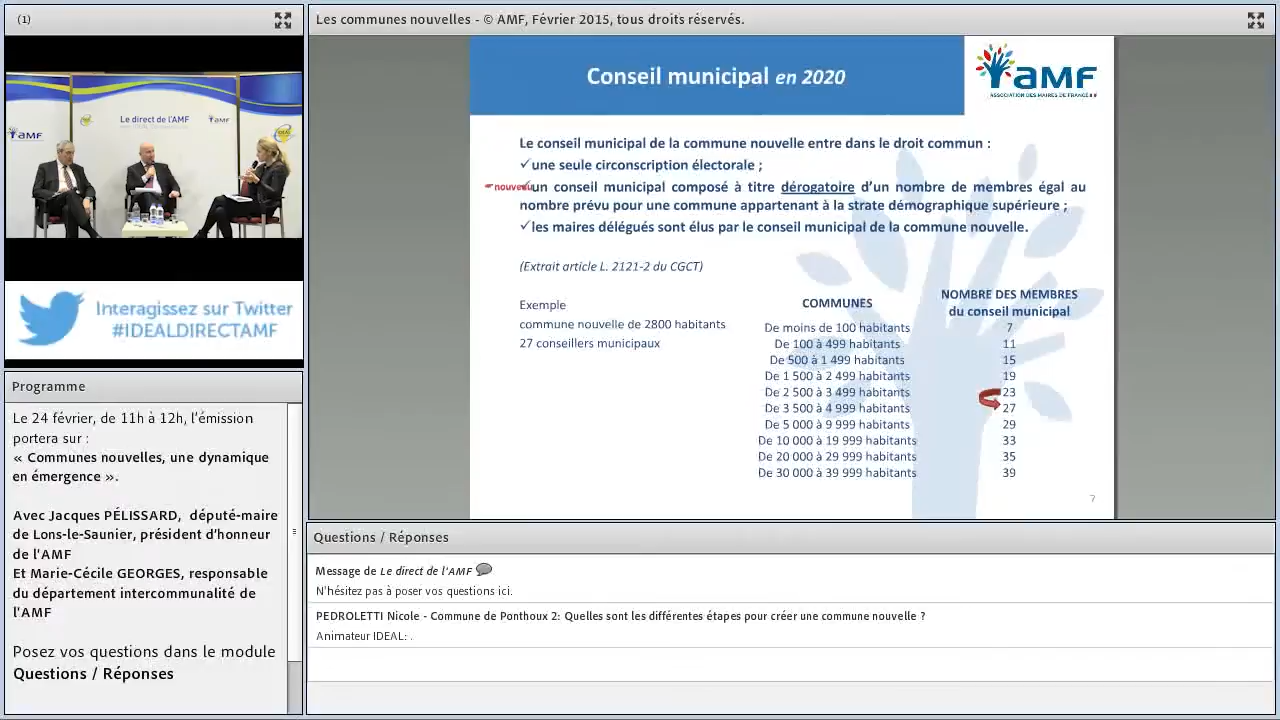 (1)
Le direct de l'AMF
AMF
AMF
Interagissez sur Twitter
#IDEALDIRECTAMF
Programme
Le 24 février, de 11h à 12h, l'émission
portera sur :
« Communes nouvelles, une dynamique
en émergence ».
Avec Jacques PÉLISSARD, député-maire
de Lons-le-Saunier, président d'honneur
de l'AMF
Et Marie-Cécile GEORGES, responsable
du département intercommunalité de
l'AMF
Posez vos questions dans le module
Questions / Réponses
Les communes nouvelles - © AMF, Février 2015, tous droits réservés.
Conseil municipal en 2020
AMF
ASSOCIATION DES MAIRES DE FRANCE
Le conseil municipal de la commune nouvelle entre dans le droit commun :
✓une seule circonscription électorale ;
☛nouveau ✓un conseil municipal composé à titre dérogatoire d'un nombre de membres égal au
nombre prévu pour une commune appartenant à la strate démographique supérieure ;
✓les maires délégués sont élus par le conseil municipal de la commune nouvelle.
(Extrait article L. 2121-2 du CGCT)
Exemple
commune nouvelle de 2800 habitants
27 conseillers municipaux
COMMUNES NOMBRE DES MEMBRES
du conseil municipal
De moins de 100 habitants 7
De 100 à 499 habitants 11
De 500 à 1 499 habitants 15
De 1 500 à 2 499 habitants 19
De 2 500 à 3 499 habitants 23
De 3 500 à 4 999 habitants 27
De 5 000 à 9 999 habitants 29
De 10 000 à 19 999 habitants 33
De 20 000 à 29 999 habitants 35
De 30 000 à 39 999 habitants 39
7
Questions / Réponses
Message de Le direct de l'AMF
N'hésitez pas à poser vos questions ici.
PEDROLETTI Nicole - Commune de Ponthoux 2: Quelles sont les différentes étapes pour créer une commune nouvelle ?
Animateur IDEAL: .